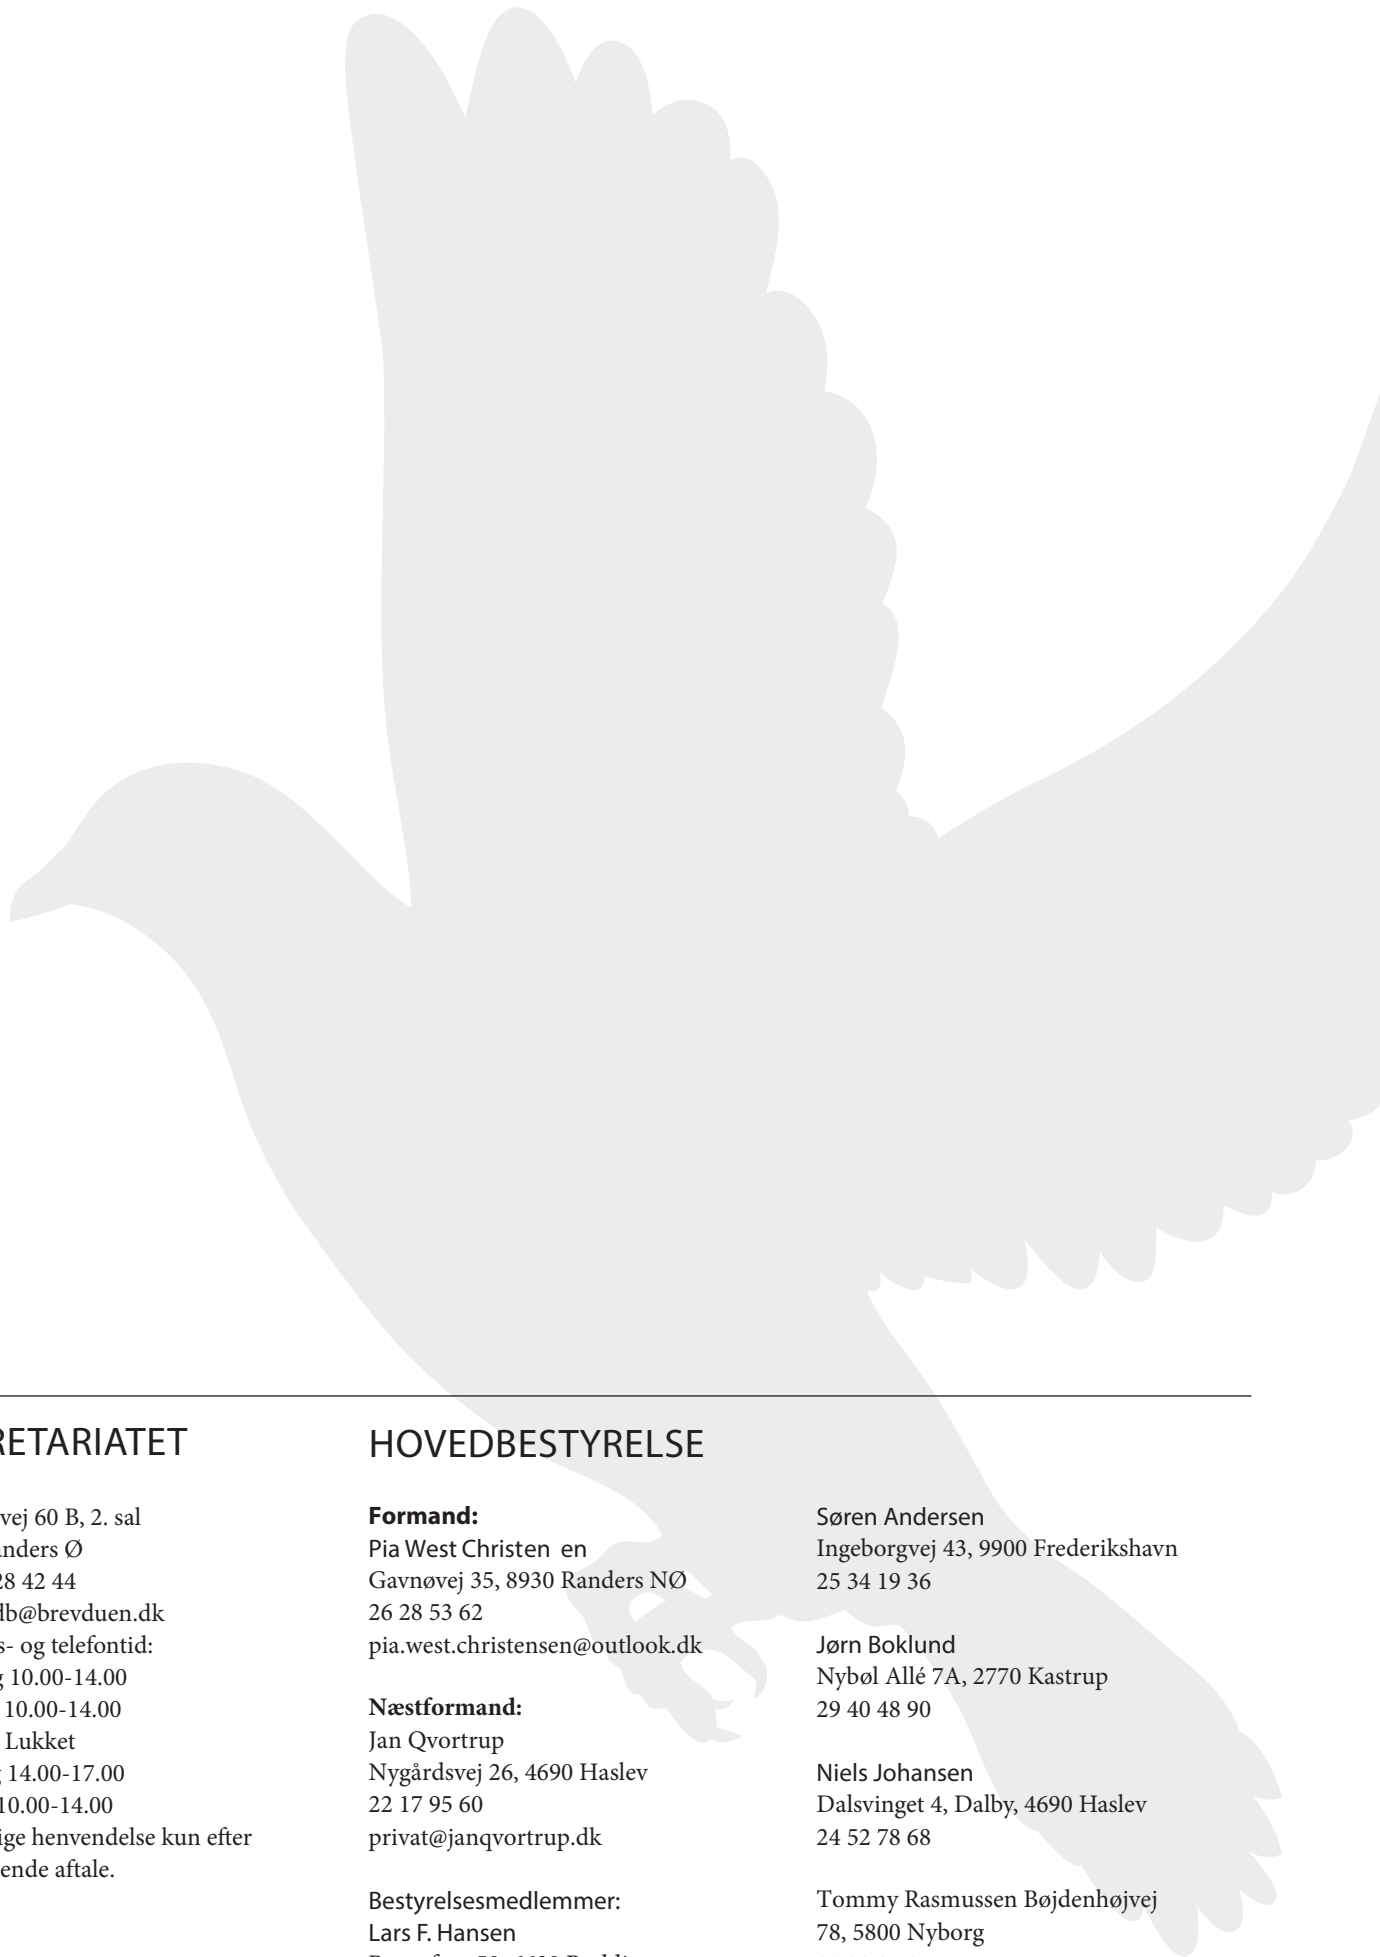 RETARIATET
vej 60 B, 2. sal
anders Ø
28 42 44
db@brevduen.dk
s- og telefontid:
g 10.00-14.00
10.00-14.00
Lukket
g 14.00-17.00
10.00-14.00
ige henvendelse kun efter
ende aftale.
HOVEDBESTYRELSE
Formand:
Pia West Christen en
Gavnøvej 35, 8930 Randers NØ
26 28 53 62
pia.west.christensen@outlook.dk
Næstformand:
Jan Qvortrup
Nygårdsvej 26, 4690 Haslev
22 17 95 60
privat@janqvortrup.dk
Bestyrelsesmedlemmer:
Lars F. Hansen
Søren Andersen
Ingeborgvej 43, 9900 Frederikshavn
25 34 19 36
Jørn Boklund
Nybøl Allé 7A, 2770 Kastrup
29 40 48 90
Niels Johansen
Dalsvinget 4, Dalby, 4690 Haslev
24 52 78 68
Tommy Rasmussen Bøjdenhøjvej
78, 5800 Nyborg